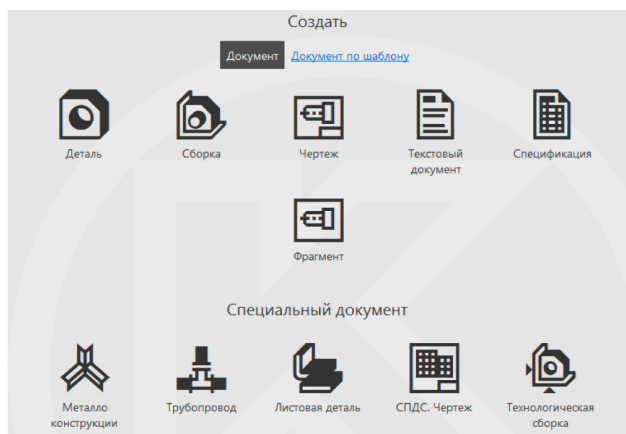 Создать
Документ Документ по шаблону
Деталь Сборка Чертеж Текстовый документ Спецификация
Фрагмент
Специальный документ
Металло конструкции Трубопровод Листовая деталь СПДС. Чертеж Технологическая сборка